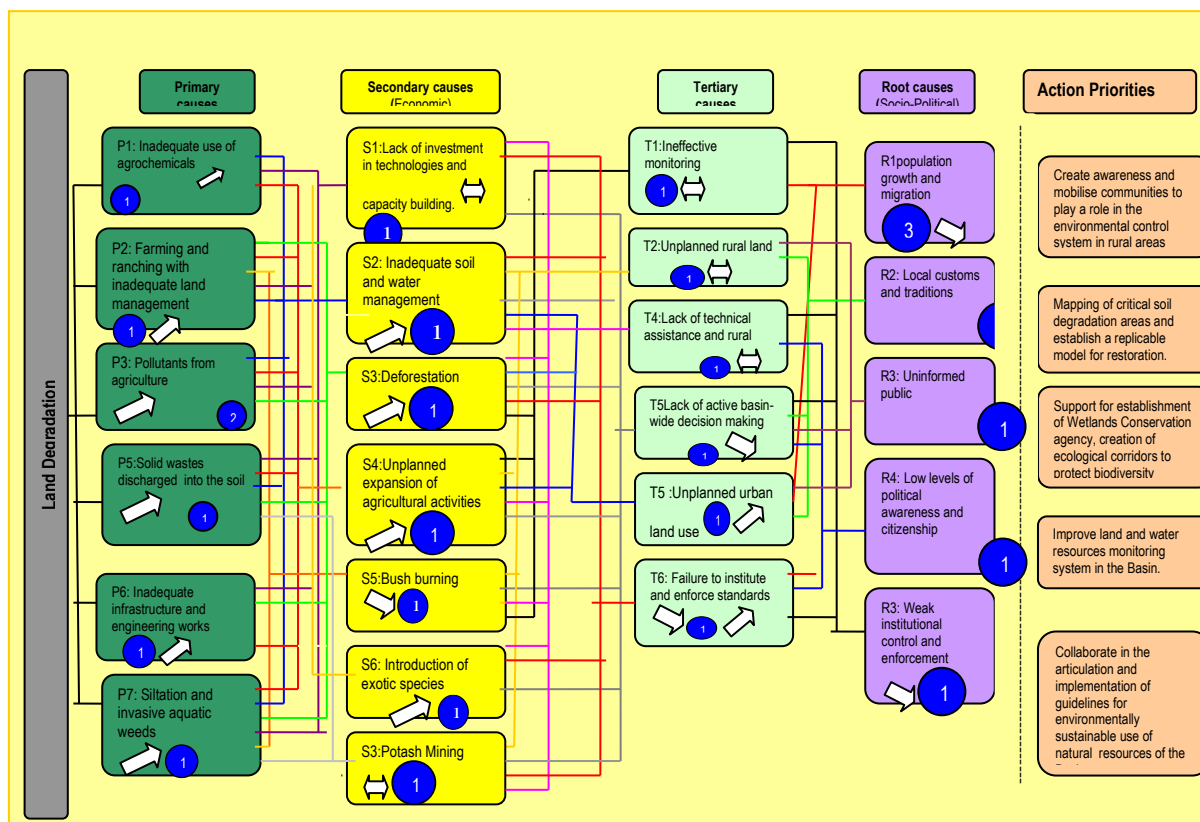 Land Degradation
Primary
causes
P1: Inadequate use of
agrochemicals
1
P2: Farming and
ranching with
inadequate land
management
1
P3: Pollutants from
agriculture
2
P5:Solid wastes
discharged into the soil
1
P6: Inadequate
infrastructure and
engineering works
1
P7: Siltation and
invasive aquatic
weeds
1
Secondary causes
(Economic)
S1:Lack of investment
in technologies and
capacity building.
1
S2: Inadequate soil
and water
management
1
S3:Deforestation
1
S4:Unplanned
expansion of
agricultural activities
1
S5:Bush burning
1
S6: Introduction of
exotic species
1
S3:Potash Mining
1
Tertiary
causes
T1:Ineffective
monitoring
1
T2:Unplanned rural land
1
T4:Lack of technical
assistance and rural
1
T5Lack of active basin-
wide decision making
1
T5 :Unplanned urban
land use
1
T6: Failure to institute
and enforce standards
1
Root causes
(Socio-Political)
R1population
growth and
migration
3
R2: Local customs
and traditions
R3: Uninformed
public
1
R4: Low levels of
political
awareness and
citizenship
1
R3: Weak
institutional
control and
enforcement
1
Action Priorities
Create awareness and
mobilise communities to
play a role in the
environmental control
system in rural areas
Mapping of critical soil
degradation areas and
establish a replicable
model for restoration.
Support for establishment
of Wetlands Conservation
agency, creation of
ecological corridors to
protect biodiversity
Improve land and water
resources monitoring
system in the Basin.
Collaborate in the
articulation and
implementation of
guidelines for
environmentally
sustainable use of
natural resources of the